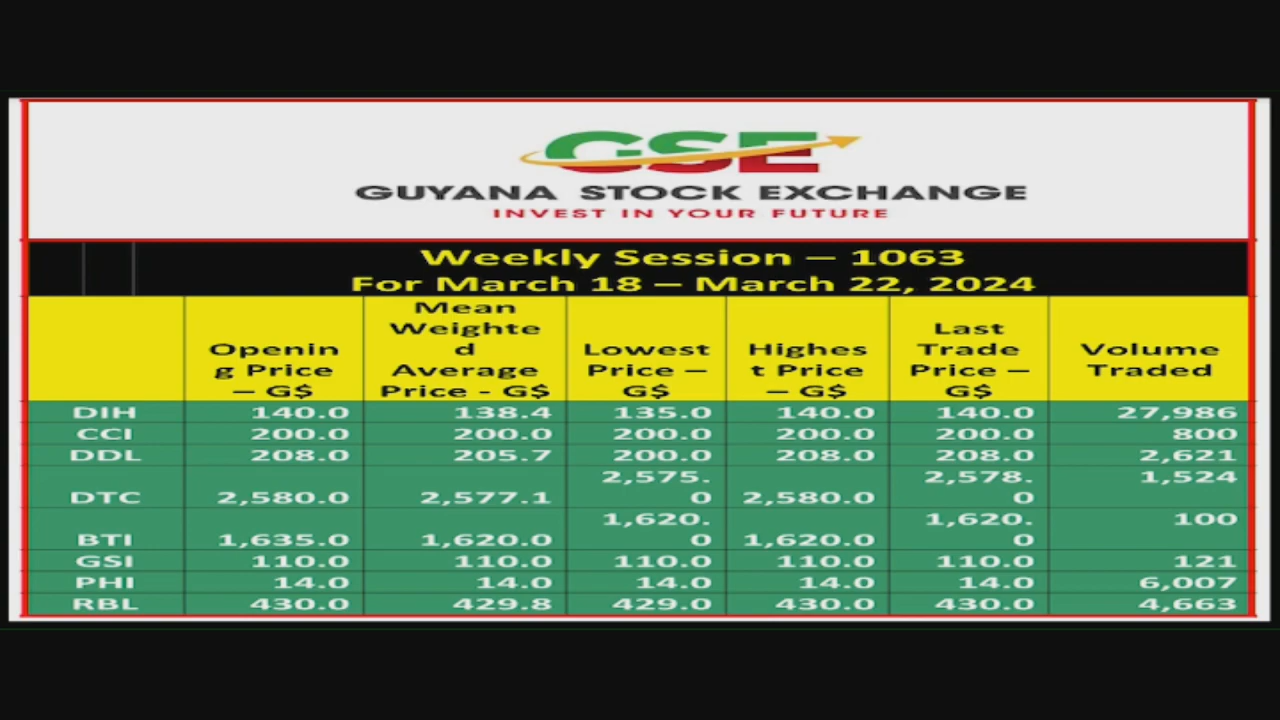 GSE
GUYANA STOCK EXCHANGE
INVEST IN YOUR FUTURE
Weekly Session – 1063
For March 18 – March 22, 2024
Openin
g Price
– G$
Mean
Weighte
d
Average
Price - G$
Lowest
Price –
G$
Highes
t Price
– G$
Last
Trade
Price –
G$
Volume
Traded
DIH 140.0 138.4 135.0 140.0 140.0 27,986
CCI 200.0 200.0 200.0 200.0 200.0 800
DDL 208.0 205.7 200.0 208.0 208.0 2,621
DTC 2,580.0 2,577.1 2,575.0 2,580.0 2,578.0 1,524
BTI 1,635.0 1,620.0 1,620.0 1,620.0 1,620.0 100
GSI 110.0 110.0 110.0 110.0 110.0 121
PHI 14.0 14.0 14.0 14.0 14.0 6,007
RBL 430.0 429.8 429.0 430.0 430.0 4,663